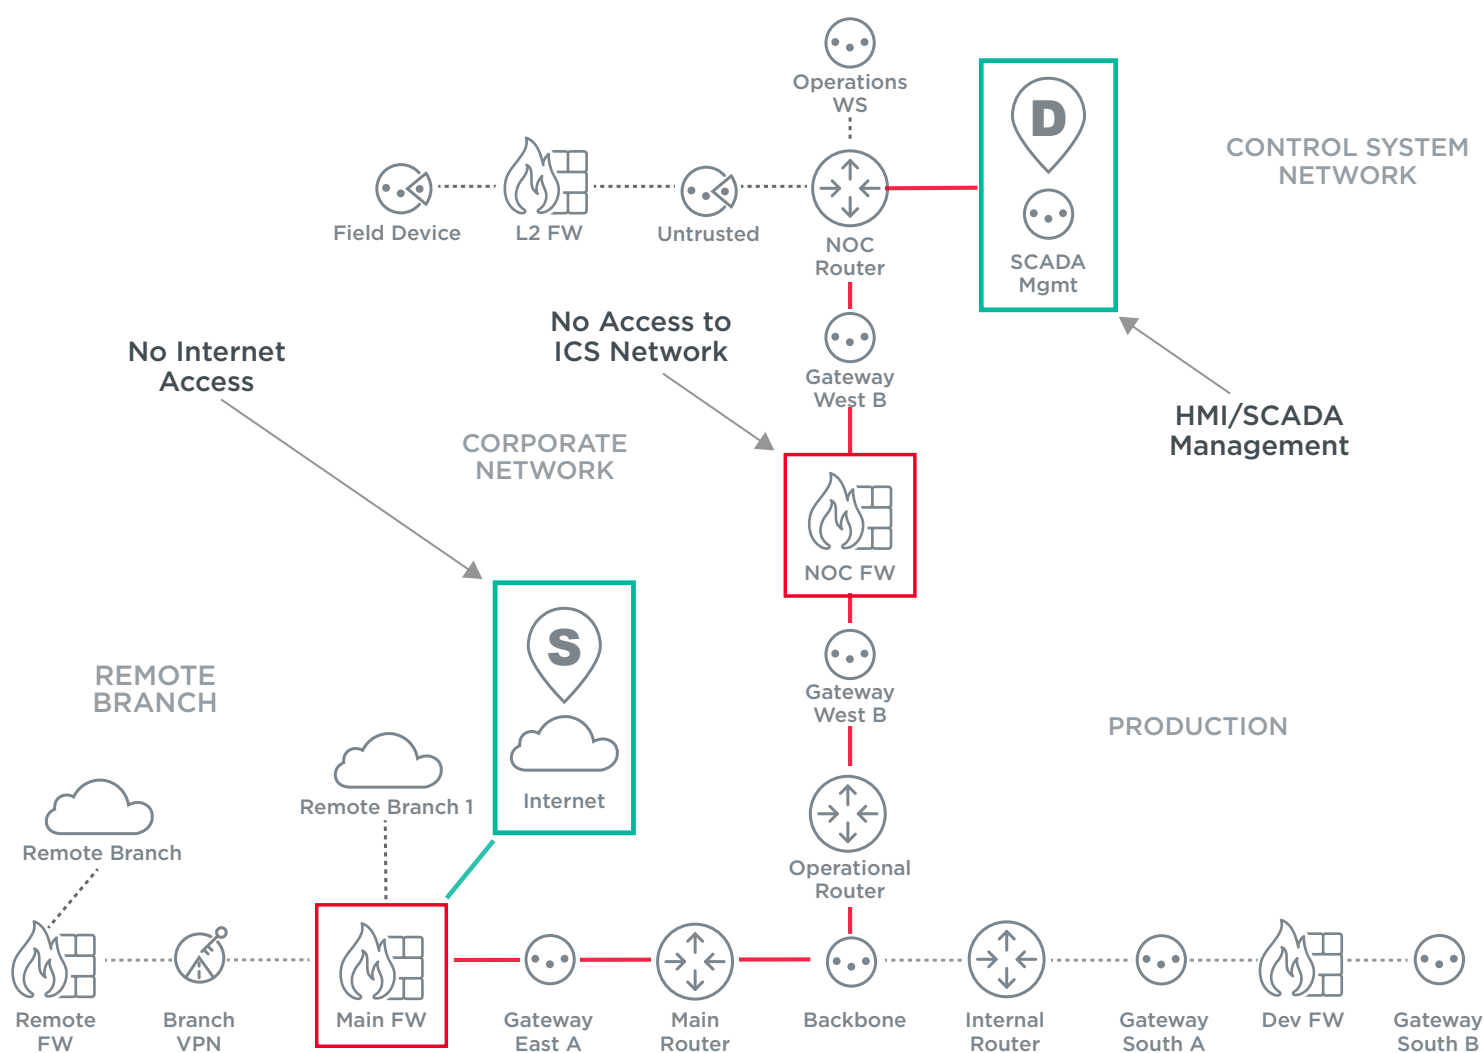 Operations
WS
D
CONTROL SYSTEM
NETWORK
Field Device
L2 FW
Untrusted
NOC
Router
SCADA
Mgmt
No Access to
ICS Network
No Internet
Access
Gateway
West B
HMI/SCADA
Management
CORPORATE
NETWORK
NOC FW
S
Internet
REMOTE
BRANCH
Gateway
West B
PRODUCTION
Remote Branch 1
Remote Branch
Operational
Router
Remote
FW
Branch
VPN
Main FW
Gateway
East A
Main
Router
Backbone
Internal
Router
Gateway
South A
Dev FW
Gateway
South B